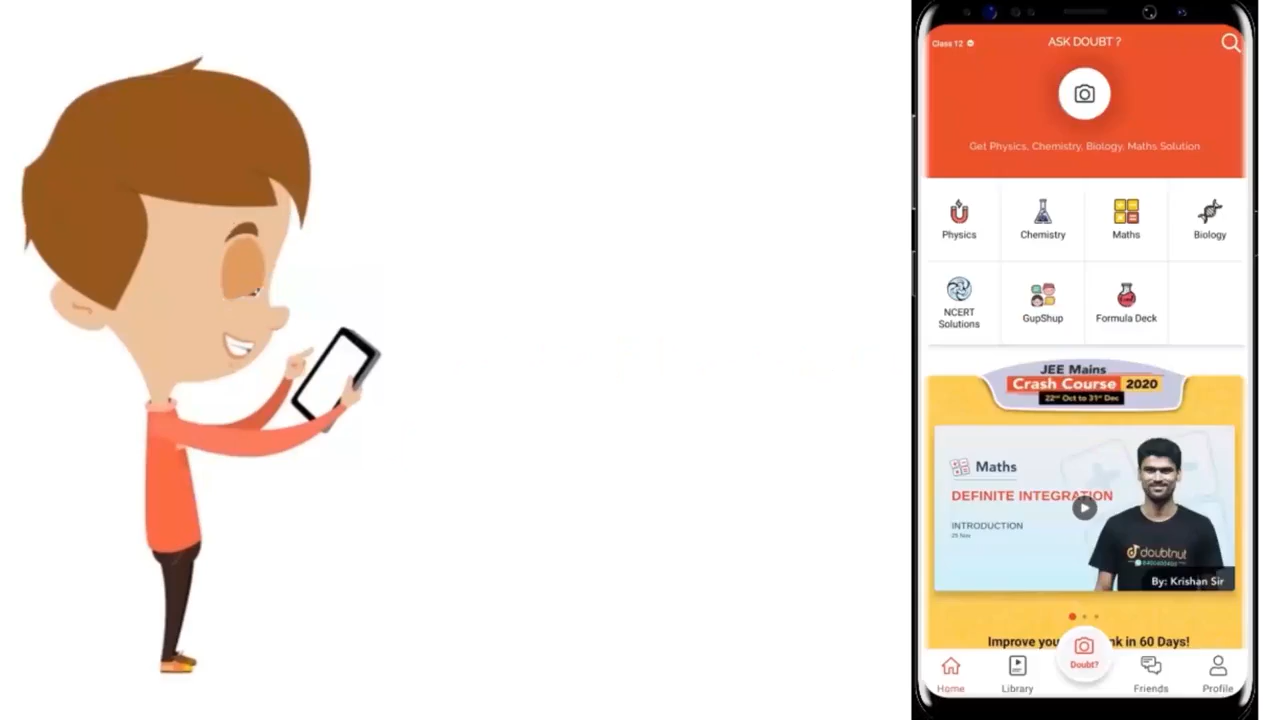 Class 12
ASK DOUBT ?
Get Physics, Chemistry, Biology, Maths Solution
Physics
Chemistry
Maths
Biology
NCERT
Solutions
GupShup
Formula Deck
JEE Mains
Crash Course 2020
22nd Oct to 31st Dec
Maths
DEFINITE INTEGRATION
INTRODUCTION
doubtnut
By: Krishan Sir
Improve you nk in 60 Days!
Doubt?
Home
Library
Friends
Profile